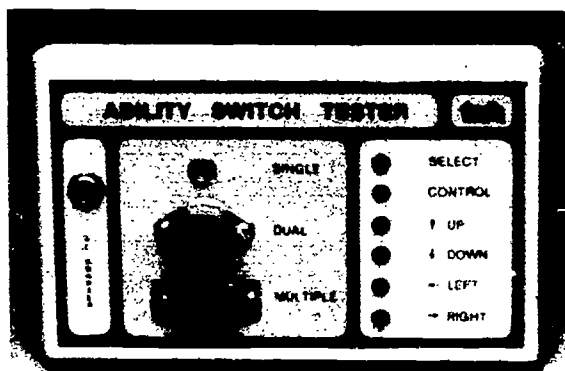 ABILITY SWITCH TESTER
SINGLE
DUAL
MULTIPLE
SELECT
CONTROL
↑ UP
↓ DOWN
← LEFT
→ RIGHT